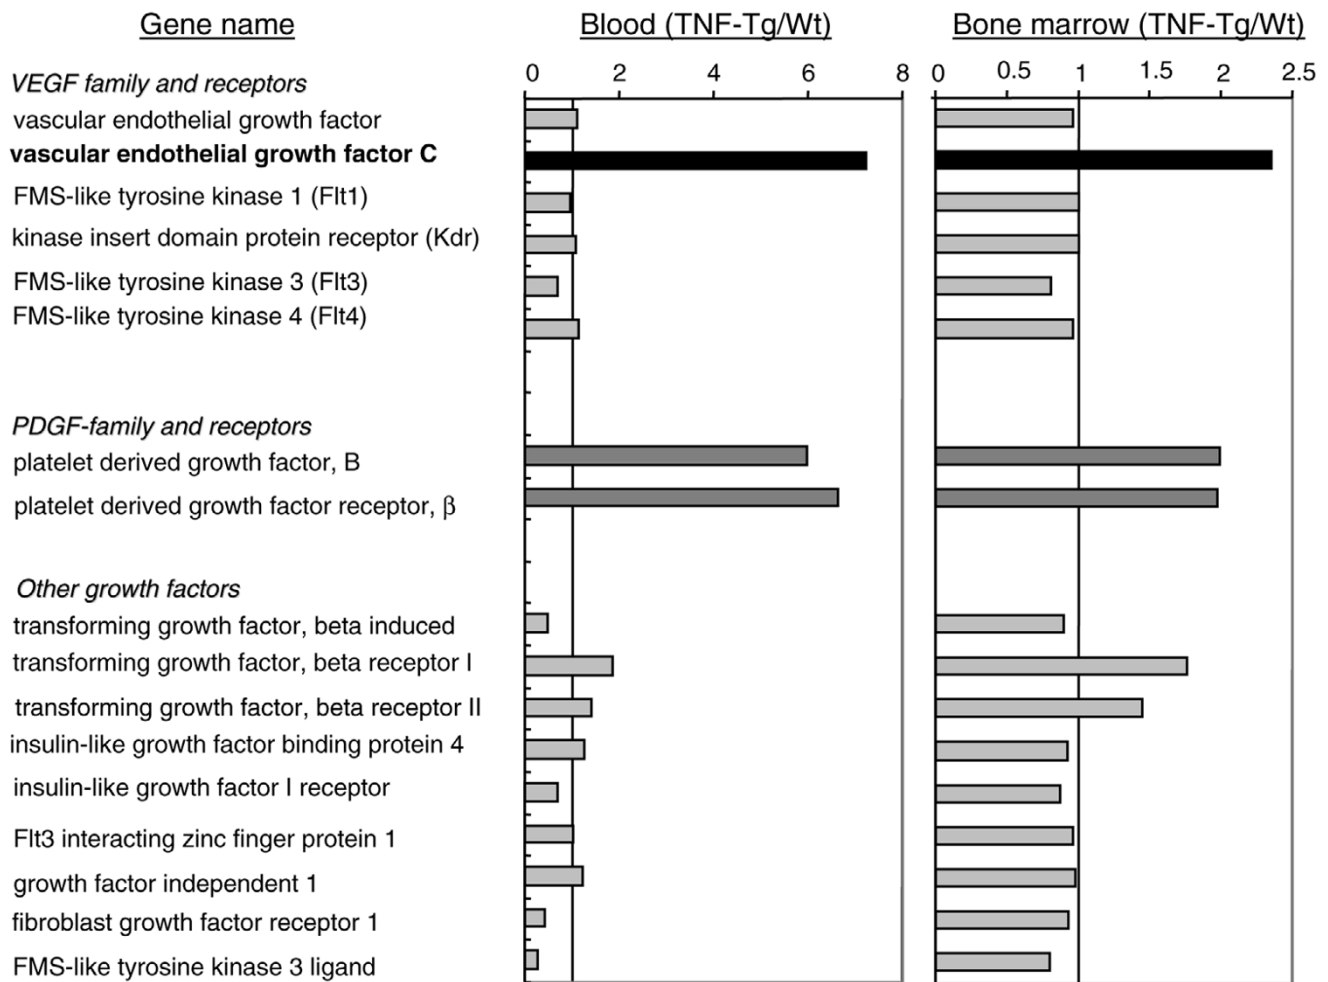 Gene name Blood (TNF-Tg/Wt) Bone marrow (TNF-Tg/Wt)
0 2 4 6 8 0 0.5 1 1.5 2 2.5
VEGF family and receptors
vascular endothelial growth factor
vascular endothelial growth factor C
FMS-like tyrosine kinase 1 (Flt1)
kinase insert domain protein receptor (Kdr)
FMS-like tyrosine kinase 3 (Flt3)
FMS-like tyrosine kinase 4 (Flt4)
PDGF-family and receptors
platelet derived growth factor, B
platelet derived growth factor receptor, β
Other growth factors
transforming growth factor, beta induced
transforming growth factor, beta receptor I
transforming growth factor, beta receptor II
insulin-like growth factor binding protein 4
insulin-like growth factor I receptor
Flt3 interacting zinc finger protein 1
growth factor independent 1
fibroblast growth factor receptor 1
FMS-like tyrosine kinase 3 ligand